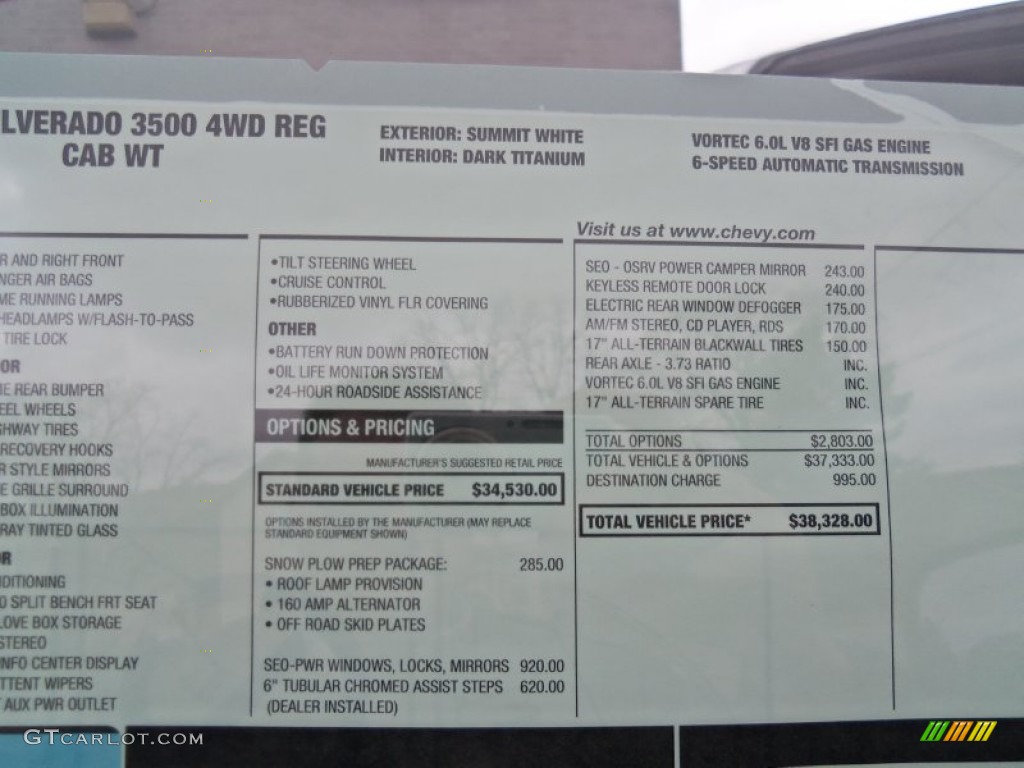 LVERADO 3500 4WD REG
CAB WT
EXTERIOR: SUMMIT WHITE
INTERIOR: DARK TITANIUM
VORTEC 6.0L V8 SFI GAS ENGINE
6-SPEED AUTOMATIC TRANSMISSION
R AND RIGHT FRONT
NGER AIR BAGS
ME RUNNING LAMPS
HEADLAMPS W/FLASH-TO-PASS
TIRE LOCK
OR
ME REAR BUMPER
EEL WHEELS
GHWAY TIRES
RECOVERY HOOKS
R STYLE MIRRORS
E GRILLE SURROUND
BOX ILLUMINATION
RAY TINTED GLASS
OR
NDITIONING
0 SPLIT BENCH FRT SEAT
LOVE BOX STORAGE
STEREO
INFO CENTER DISPLAY
TTENT WIPERS
AUX PWR OUTLET
•TILT STEERING WHEEL
•CRUISE CONTROL
•RUBBERIZED VINYL FLR COVERING
OTHER
•BATTERY RUN DOWN PROTECTION
•OIL LIFE MONITOR SYSTEM
•24-HOUR ROADSIDE ASSISTANCE
OPTIONS & PRICING
MANUFACTURER'S SUGGESTED RETAIL PRICE
STANDARD VEHICLE PRICE $34,530.00
OPTIONS INSTALLED BY THE MANUFACTURER (MAY REPLACE
STANDARD EQUIPMENT SHOWN)
SNOW PLOW PREP PACKAGE: 285.00
• ROOF LAMP PROVISION
• 160 AMP ALTERNATOR
• OFF ROAD SKID PLATES
SEO-PWR WINDOWS, LOCKS, MIRRORS 920.00
6" TUBULAR CHROMED ASSIST STEPS 620.00
(DEALER INSTALLED)
Visit us at www.chevy.com
SEO - OSRV POWER CAMPER MIRROR 243.00
KEYLESS REMOTE DOOR LOCK 240.00
ELECTRIC REAR WINDOW DEFOGGER 175.00
AM/FM STEREO, CD PLAYER, RDS 170.00
17" ALL-TERRAIN BLACKWALL TIRES 150.00
REAR AXLE - 3.73 RATIO INC.
VORTEC 6.0L V8 SFI GAS ENGINE INC.
17" ALL-TERRAIN SPARE TIRE INC.
TOTAL OPTIONS $2,803.00
TOTAL VEHICLE & OPTIONS $37,333.00
DESTINATION CHARGE 995.00
TOTAL VEHICLE PRICE* $38,328.00
GTCARLOT.COM